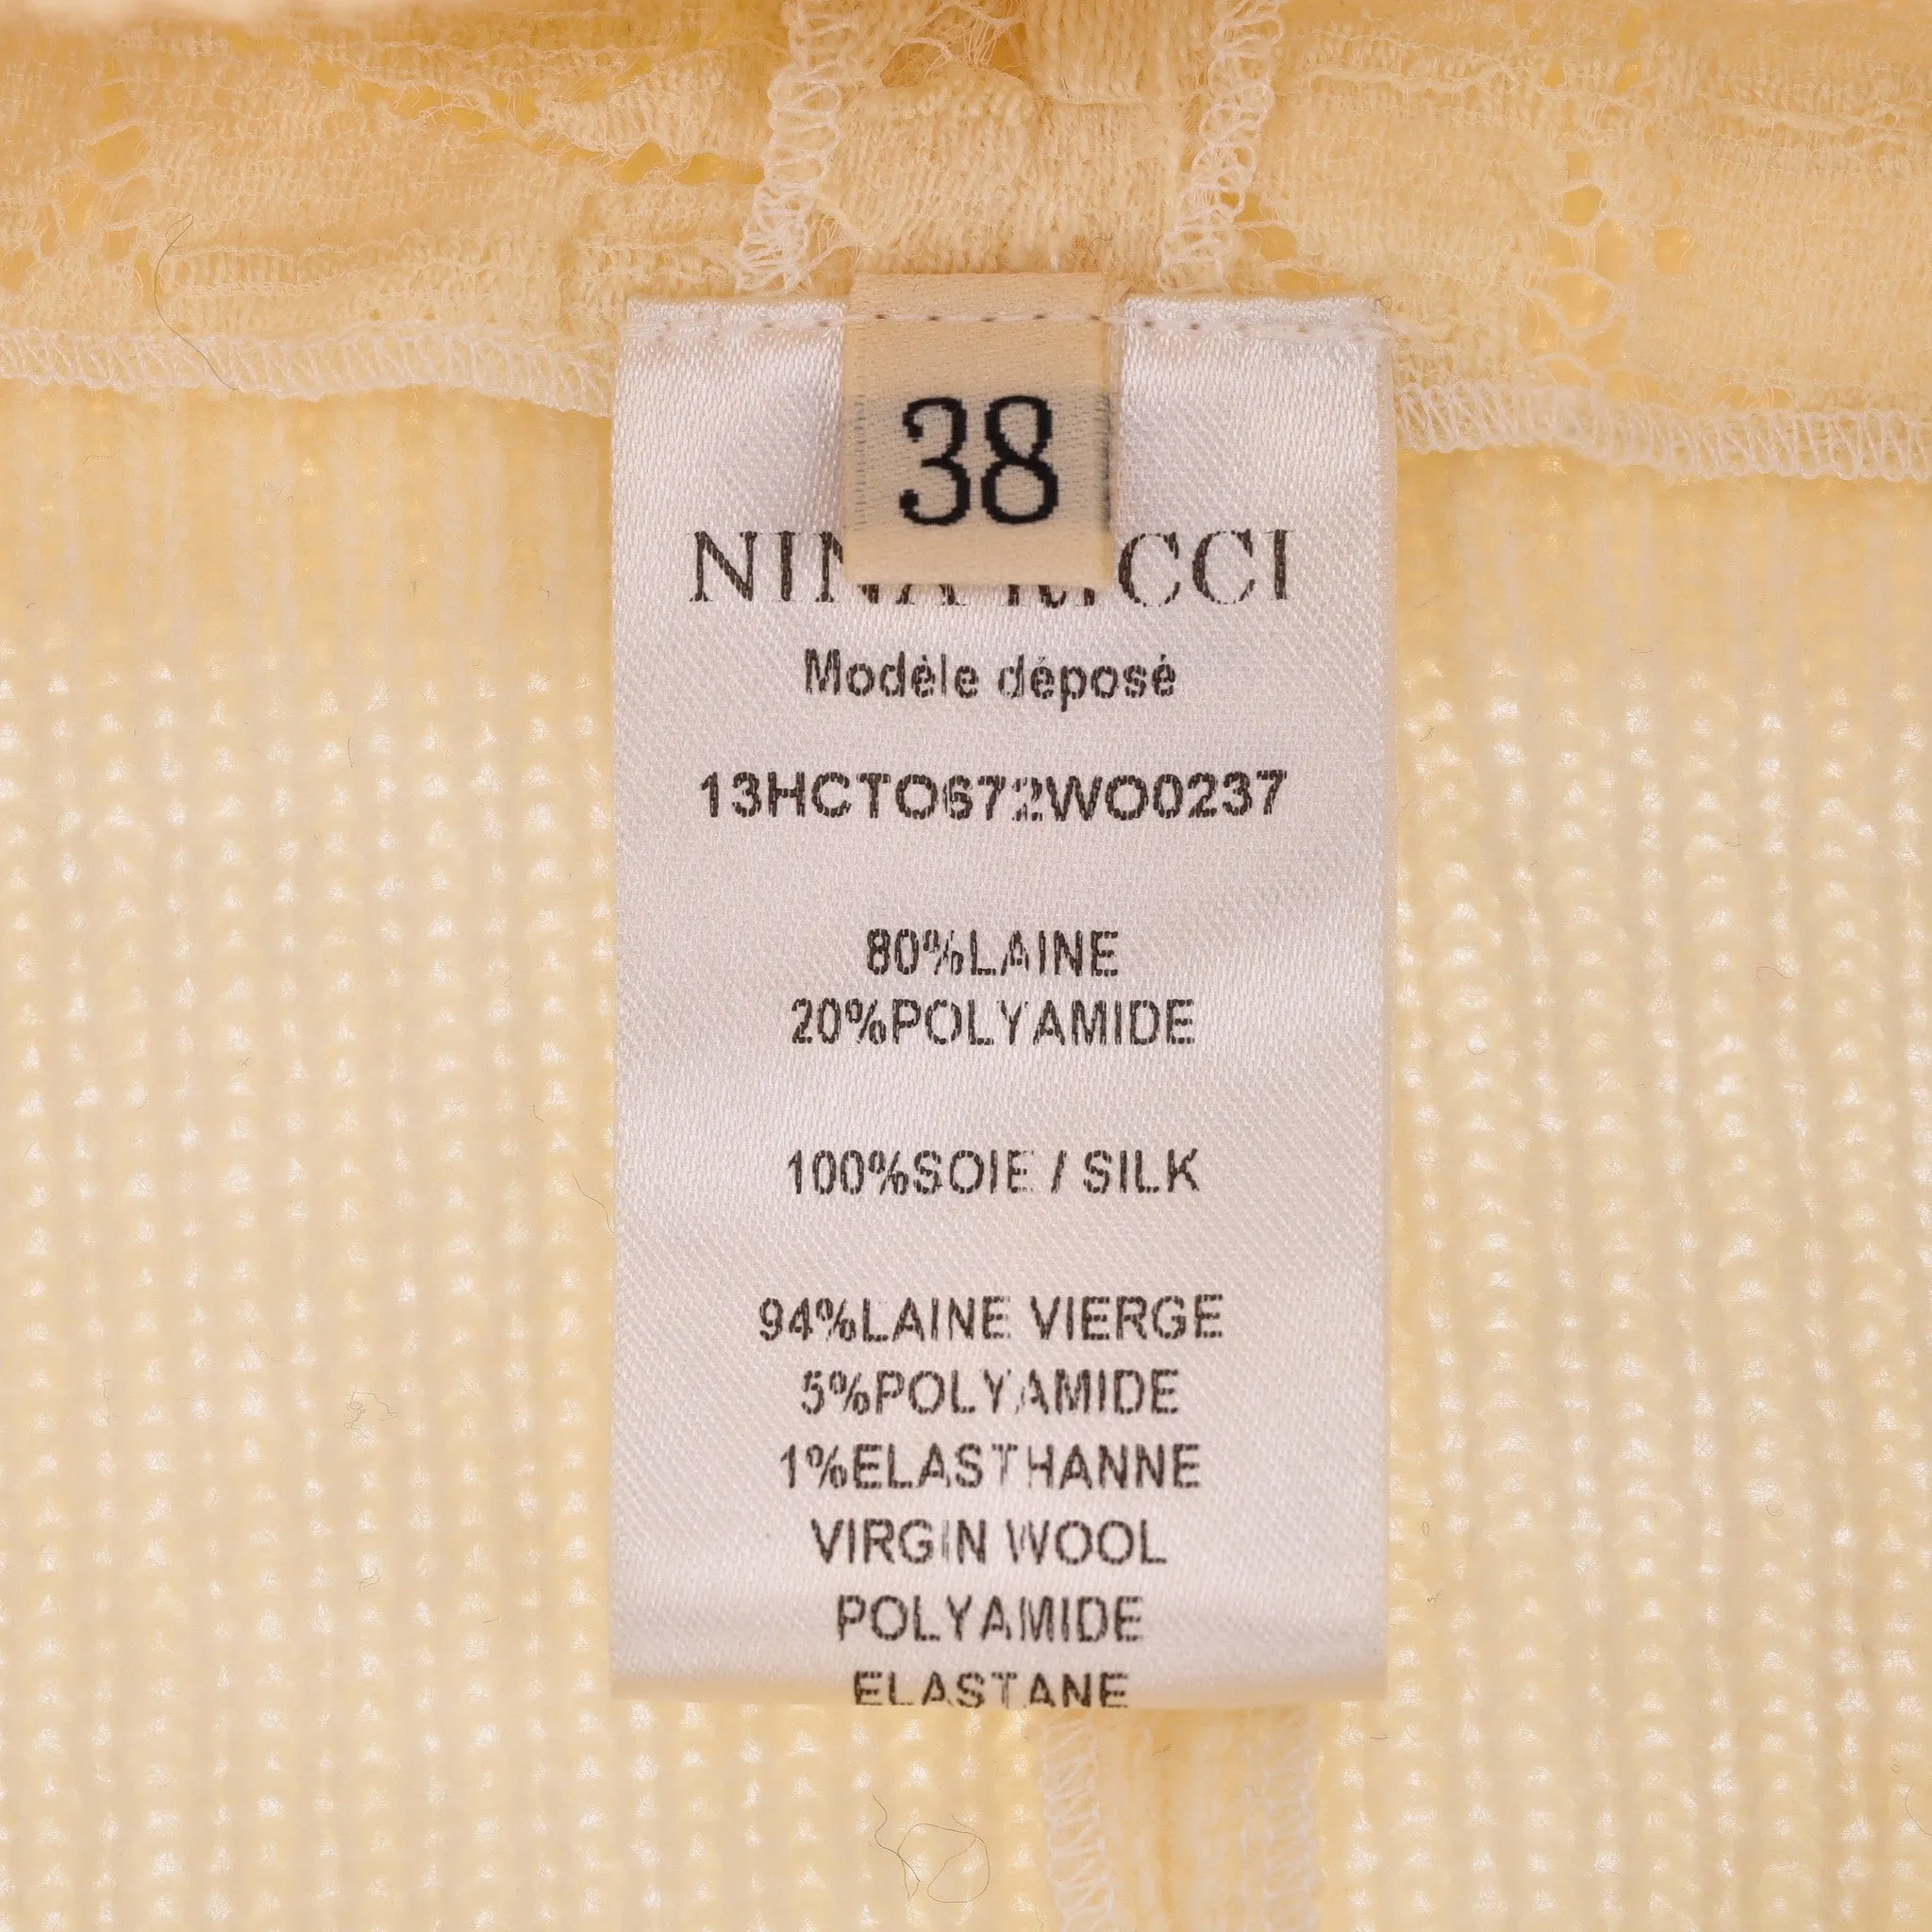 38
NINA RICCI
Modèle déposé
13HCTO672WO0237
80%LAINE
20%POLYAMIDE
100%SOIE / SILK
94%LAINE VIERGE
5%POLYAMIDE
1%ELASTHANNE
VIRGIN WOOL
POLYAMIDE
ELASTANE